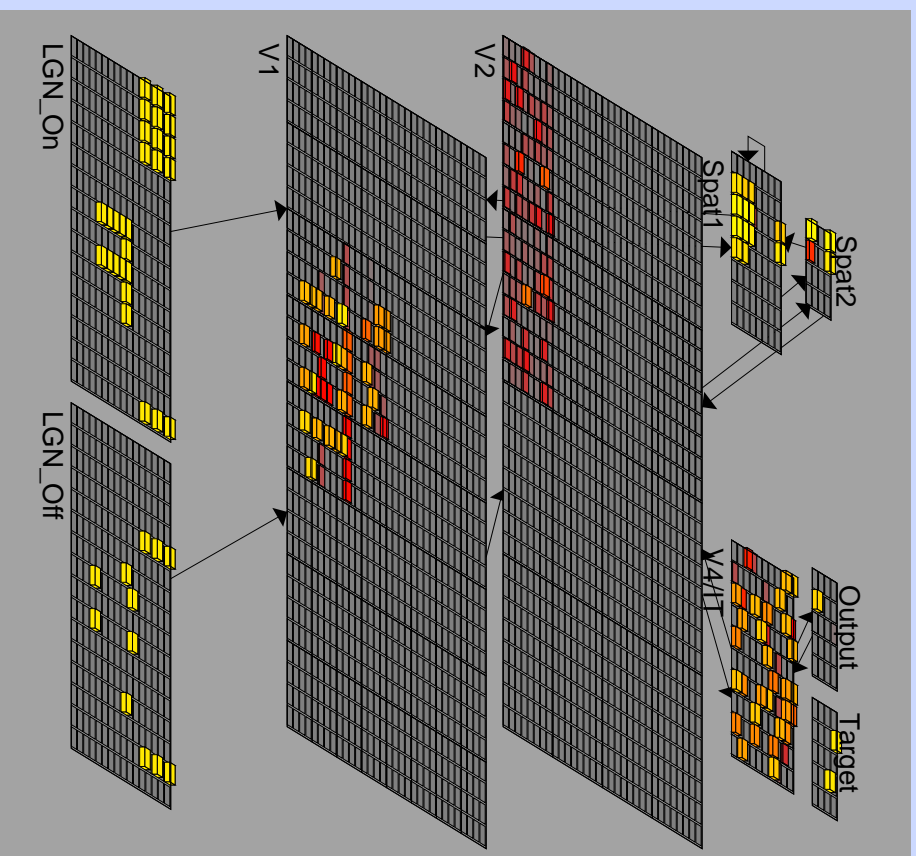 LGN_On
LGN_Off
V1
V2
Spat1
Spat2
V4/IT
Output
Target